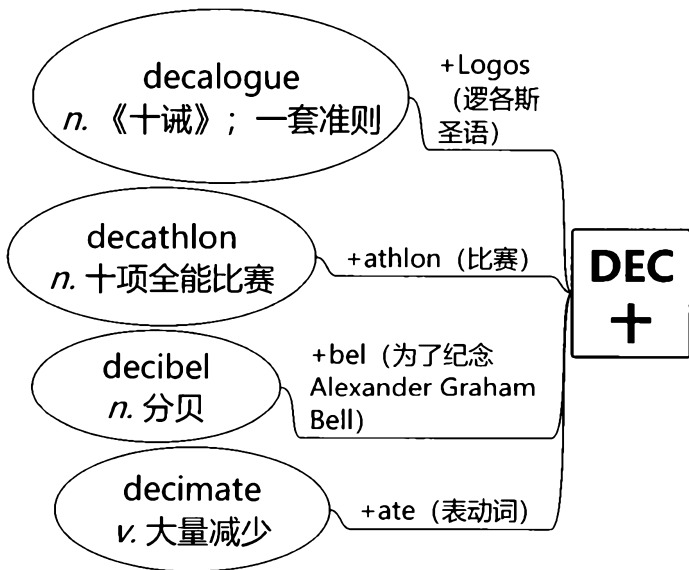 decalogue
n.《十诫》；一套准则
+Logos
（逻各斯
圣语）
decathlon
n. 十项全能比赛
+athlon（比赛）
DEC
十
decibel
n. 分贝
+bel（为了纪念
Alexander Graham
Bell）
decimate
v. 大量减少
+ate（表动词）